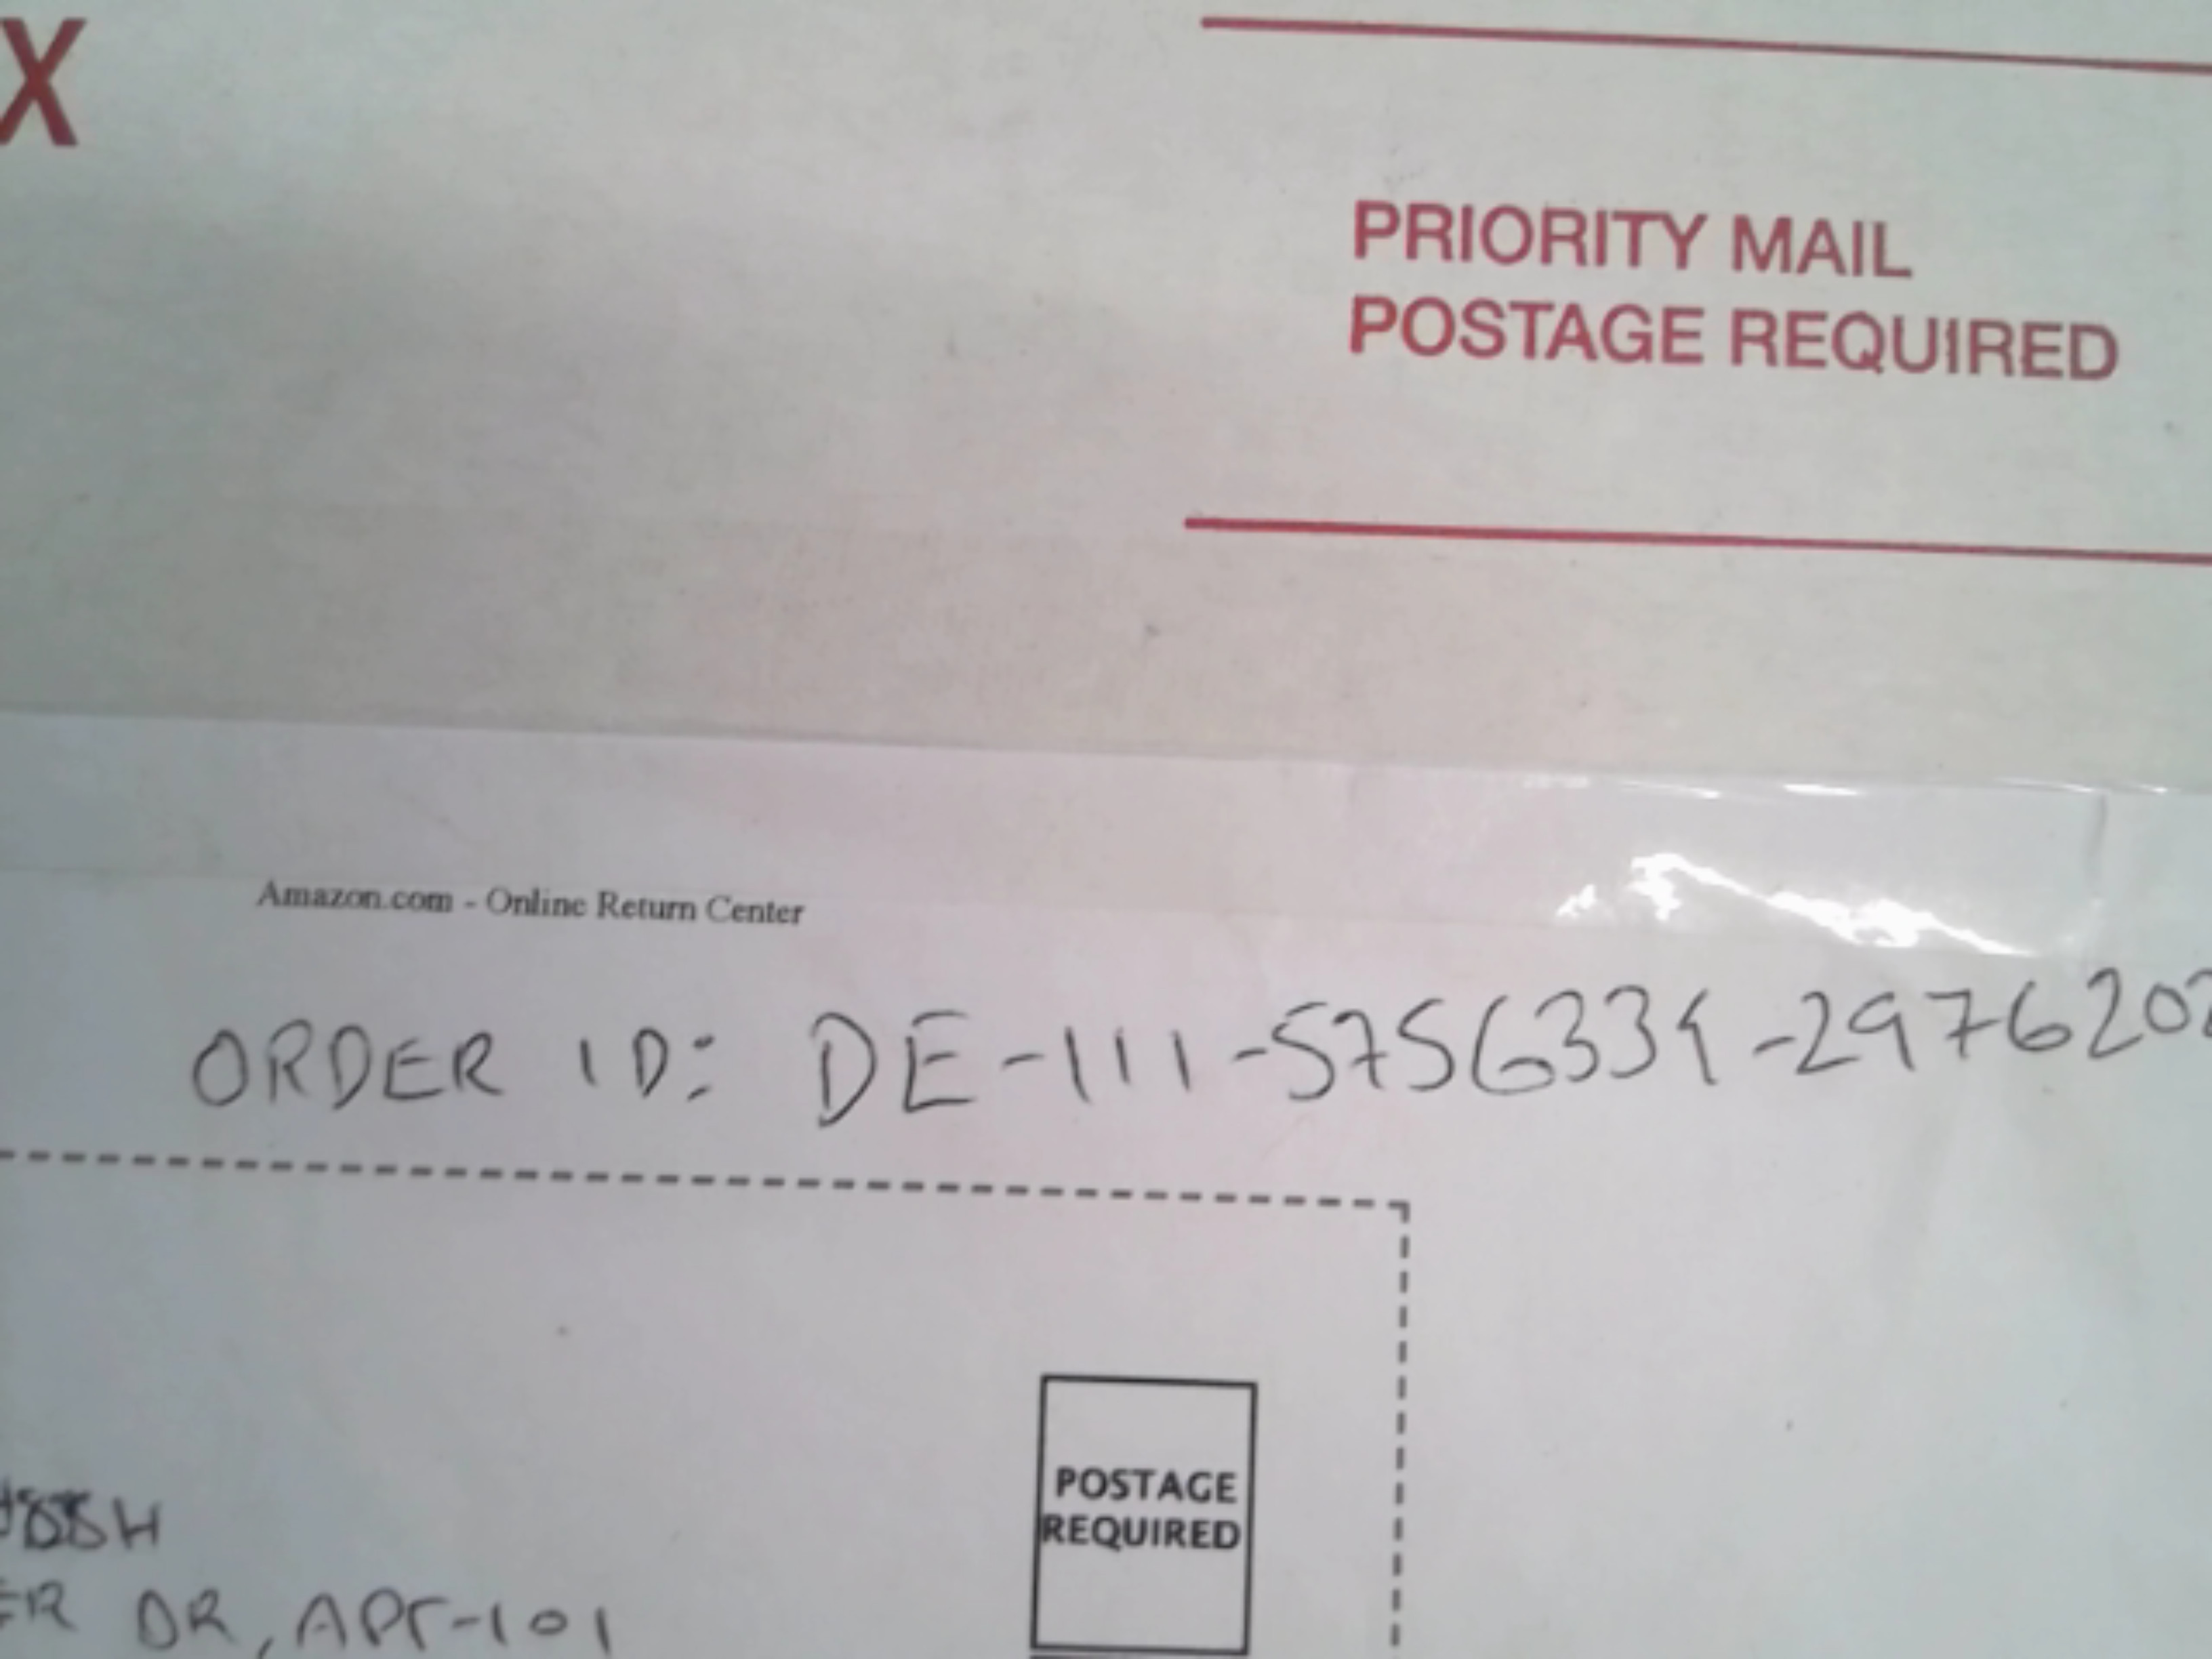 X
PRIORITY MAIL
POSTAGE REQUIRED
Amazon.com - Online Return Center
ORDER ID: DE-111-5756334-2976202
POSTAGE
REQUIRED
DR, APT-101